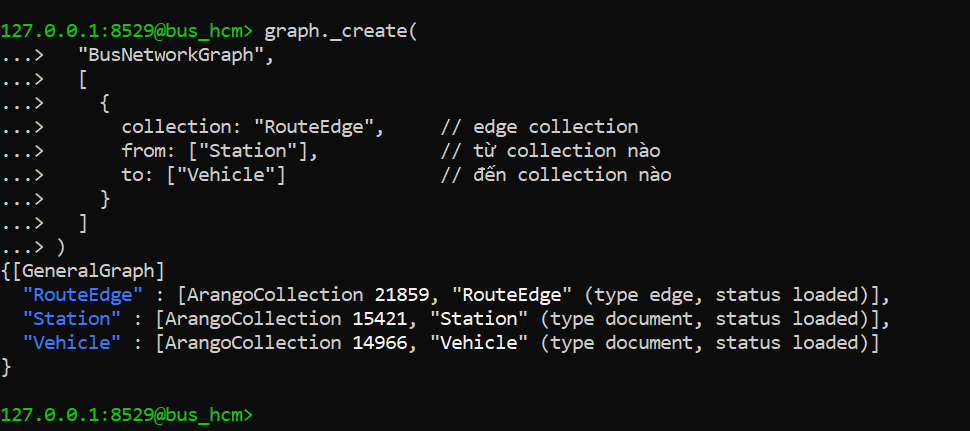 127.0.0.1:8529@bus_hcm> graph._create(
...>   "BusNetworkGraph",
...>   [
...>     {
...>       collection: "RouteEdge",     // edge collection
...>       from: ["Station"],           // từ collection nào
...>       to: ["Vehicle"]              // đến collection nào
...>     }
...>   ]
...> )
{[GeneralGraph]
  "RouteEdge" : [ArangoCollection 21859, "RouteEdge" (type edge, status loaded)],
  "Station" : [ArangoCollection 15421, "Station" (type document, status loaded)],
  "Vehicle" : [ArangoCollection 14966, "Vehicle" (type document, status loaded)]
}
127.0.0.1:8529@bus_hcm>